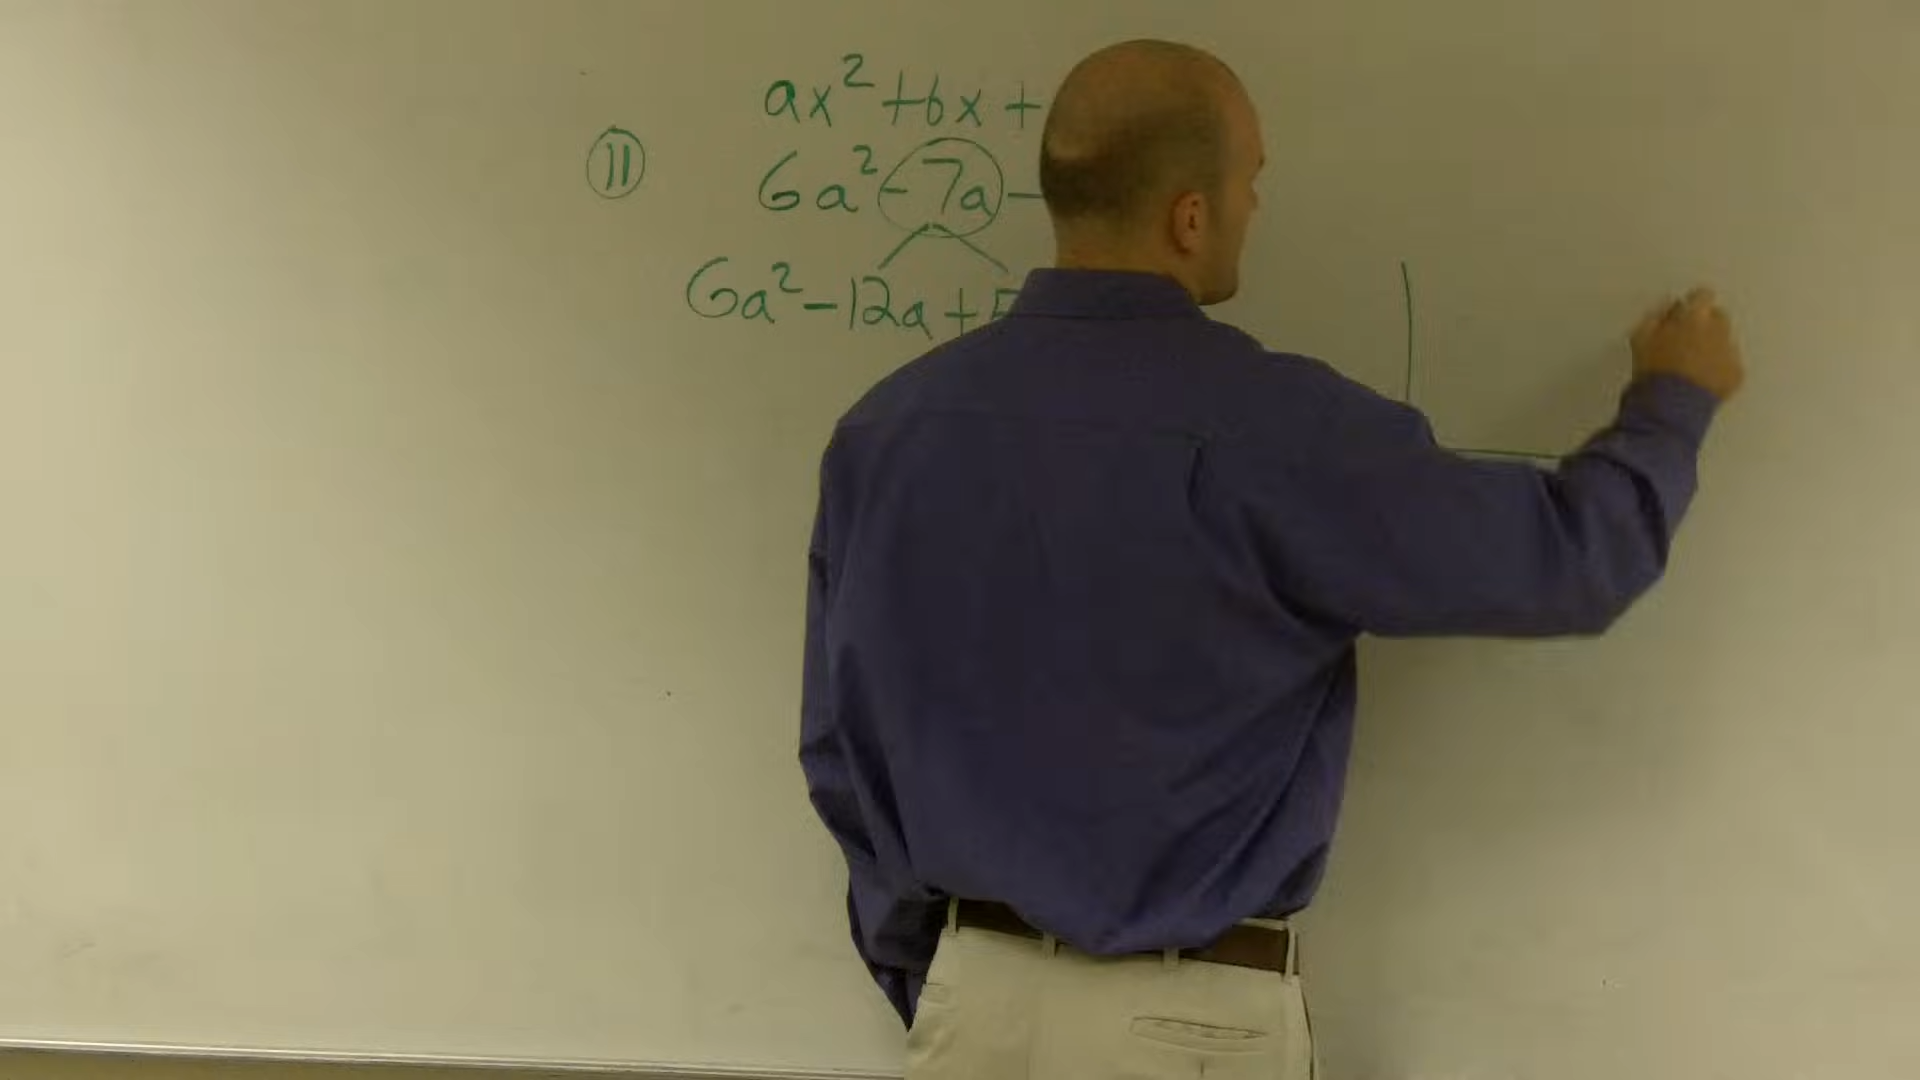 ax² + bx +
⑪ 6a² - 7a -
6a² - 12a + 5